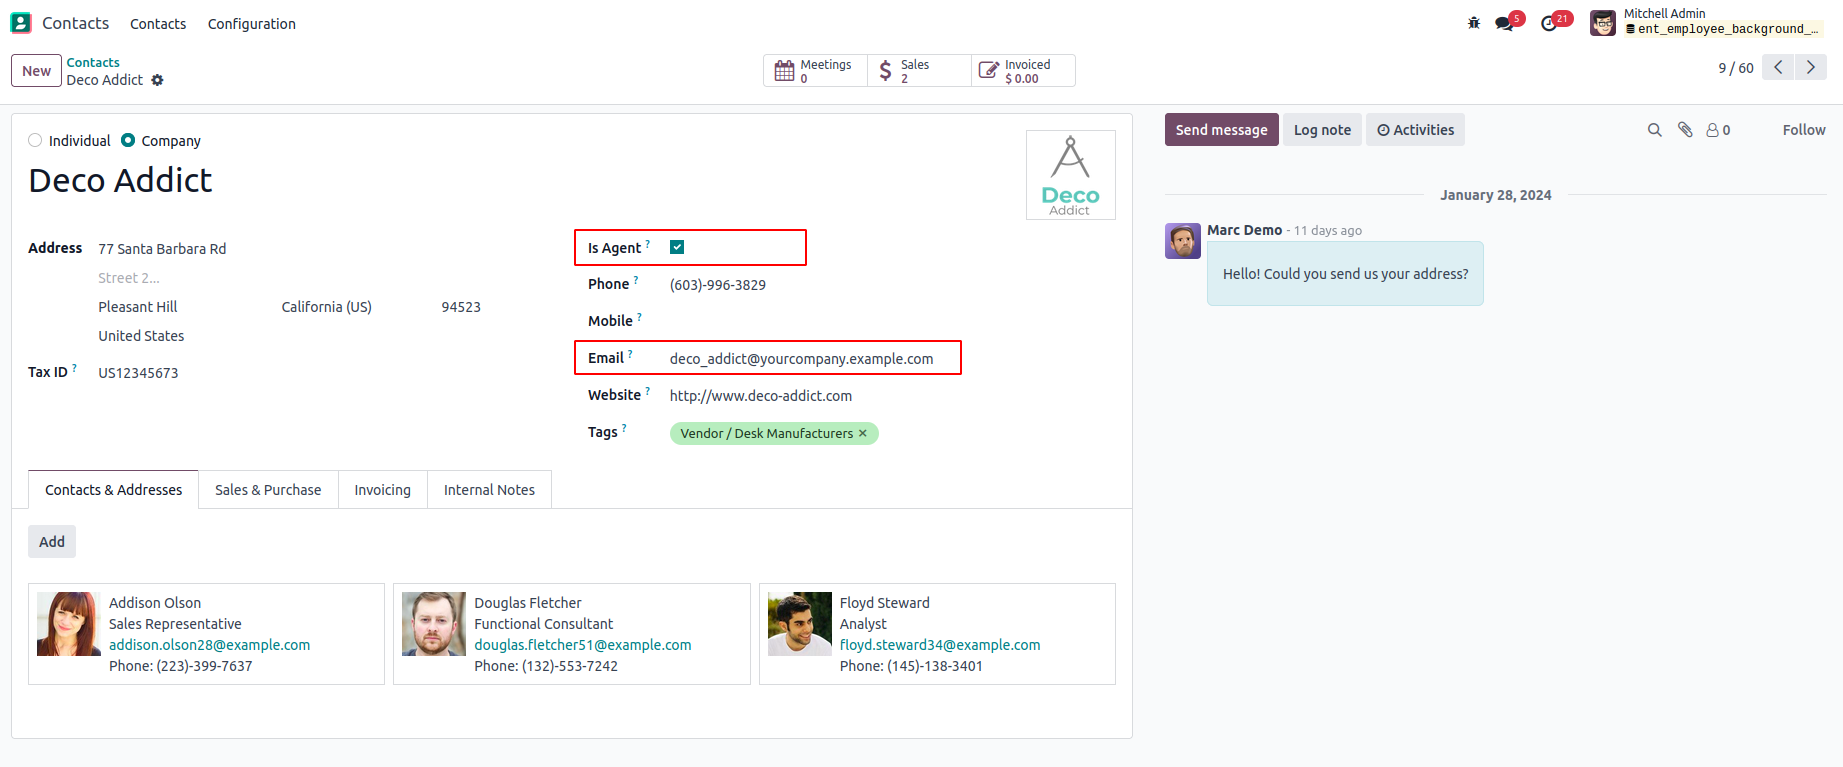 Contacts Contacts Configuration 5 21 Mitchell Admin
ent_employee_background_...
New Contacts
Deco Addict
Meetings 0 Sales 2 Invoiced $ 0.00
9 / 60
Individual Company
Deco Addict
Deco
Addict
Address 77 Santa Barbara Rd
Street 2...
Pleasant Hill California (US) 94523
United States
Tax ID ? US12345673
Is Agent ?
Phone ? (603)-996-3829
Mobile ?
Email ? deco_addict@yourcompany.example.com
Website ? http://www.deco-addict.com
Tags ? Vendor / Desk Manufacturers ×
Contacts & Addresses Sales & Purchase Invoicing Internal Notes
Add
Addison Olson
Sales Representative
addison.olson28@example.com
Phone: (223)-399-7637
Douglas Fletcher
Functional Consultant
douglas.fletcher51@example.com
Phone: (132)-553-7242
Floyd Steward
Analyst
floyd.steward34@example.com
Phone: (145)-138-3401
Send message Log note Activities 0 Follow
January 28, 2024
Marc Demo - 11 days ago
Hello! Could you send us your address?